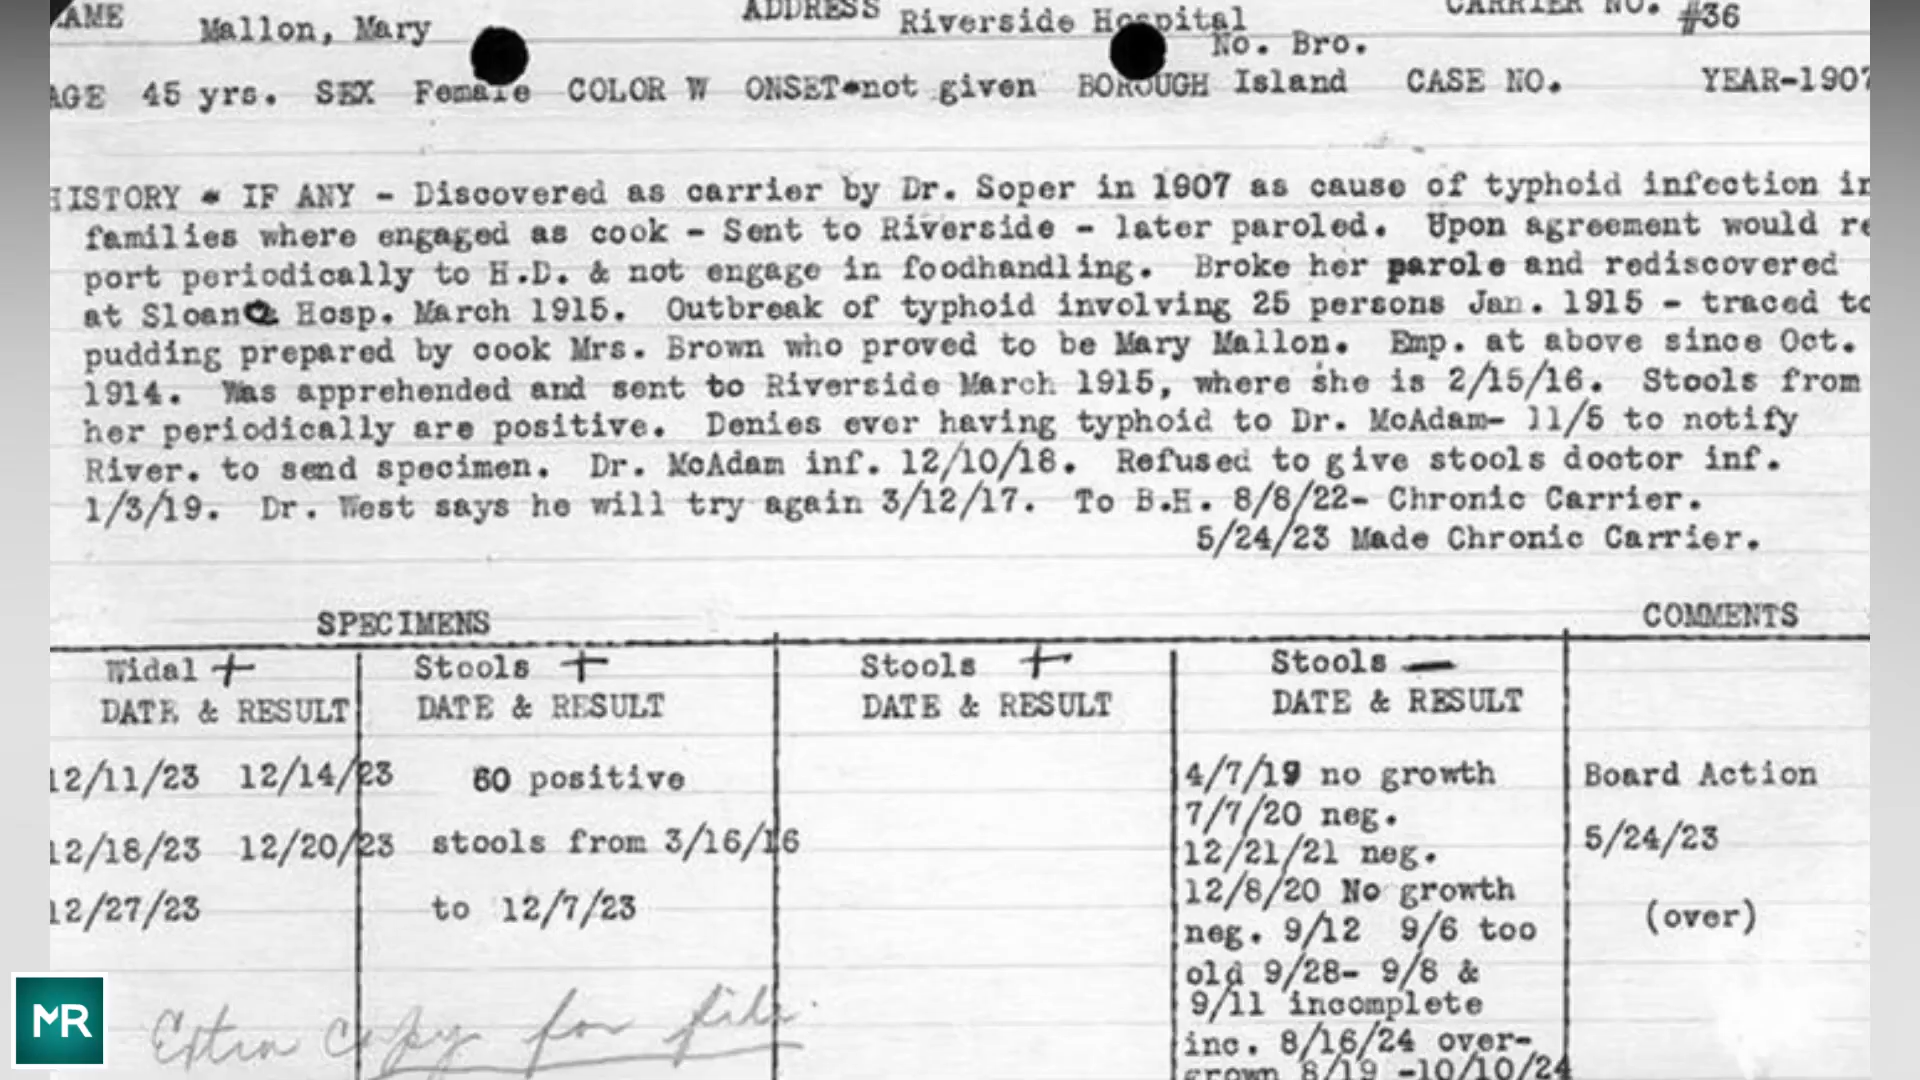 NAME Mallon, Mary ADDRESS Riverside Hospital CARRIER NO. #36
No. Bro.
AGE 45 yrs. SEX Female COLOR W ONSET-not given BOROUGH Island CASE NO. YEAR-1907
HISTORY - IF ANY - Discovered as carrier by Dr. Soper in 1907 as cause of typhoid infection in
families where engaged as cook - Sent to Riverside - later paroled. Upon agreement would re
port periodically to H.D. & not engage in foodhandling. Broke her parole and rediscovered
at Sloane Hosp. March 1915. Outbreak of typhoid involving 25 persons Jan. 1915 - traced to
pudding prepared by cook Mrs. Brown who proved to be Mary Mallon. Emp. at above since Oct.
1914. Was apprehended and sent to Riverside March 1915, where she is 2/15/16. Stools from
her periodically are positive. Denies ever having typhoid to Dr. McAdam- 11/5 to notify
River. to send specimen. Dr. McAdam inf. 12/10/18. Refused to give stools doctor inf.
1/3/19. Dr. West says he will try again 3/12/17. To B.H. 8/8/22- Chronic Carrier.
5/24/23 Made Chronic Carrier.
SPECIMENS COMMENTS
Widal + Stools + Stools + Stools -
DATE & RESULT DATE & RESULT DATE & RESULT DATE & RESULT
12/11/23 12/14/23 60 positive 4/7/19 no growth Board Action
7/7/20 neg.
12/18/23 12/20/23 stools from 3/16/16 12/21/21 neg. 5/24/23
12/8/20 No growth
12/27/23 to 12/7/23 neg. 9/12 9/6 too (over)
old 9/28- 9/8 &
9/11 incomplete
Extra copy for file. inc. 8/16/24 over-
grown 8/19 -10/10/24
MR